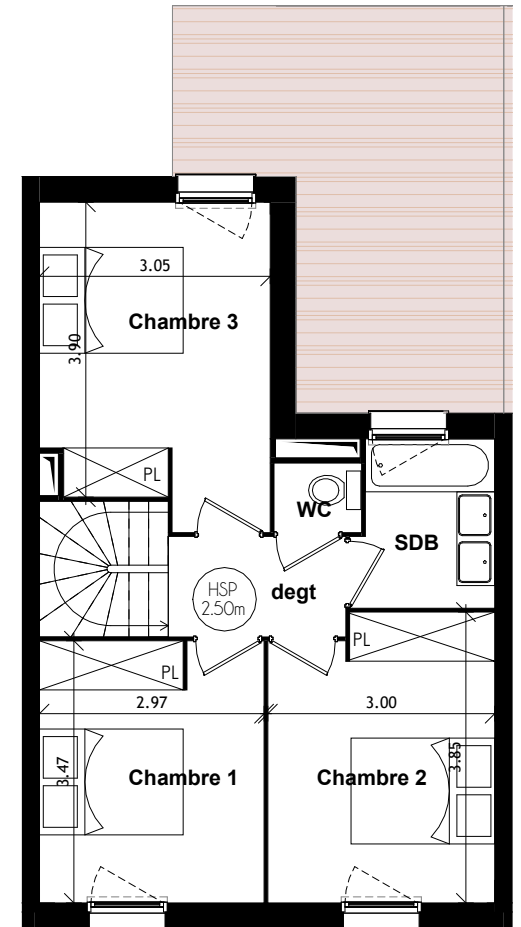 3.05
Chambre 3
3.90
PL
WC
SDB
HSP
2.50m
degt
PL
PL
2.97
3.00
3.47
Chambre 1
Chambre 2
3.85